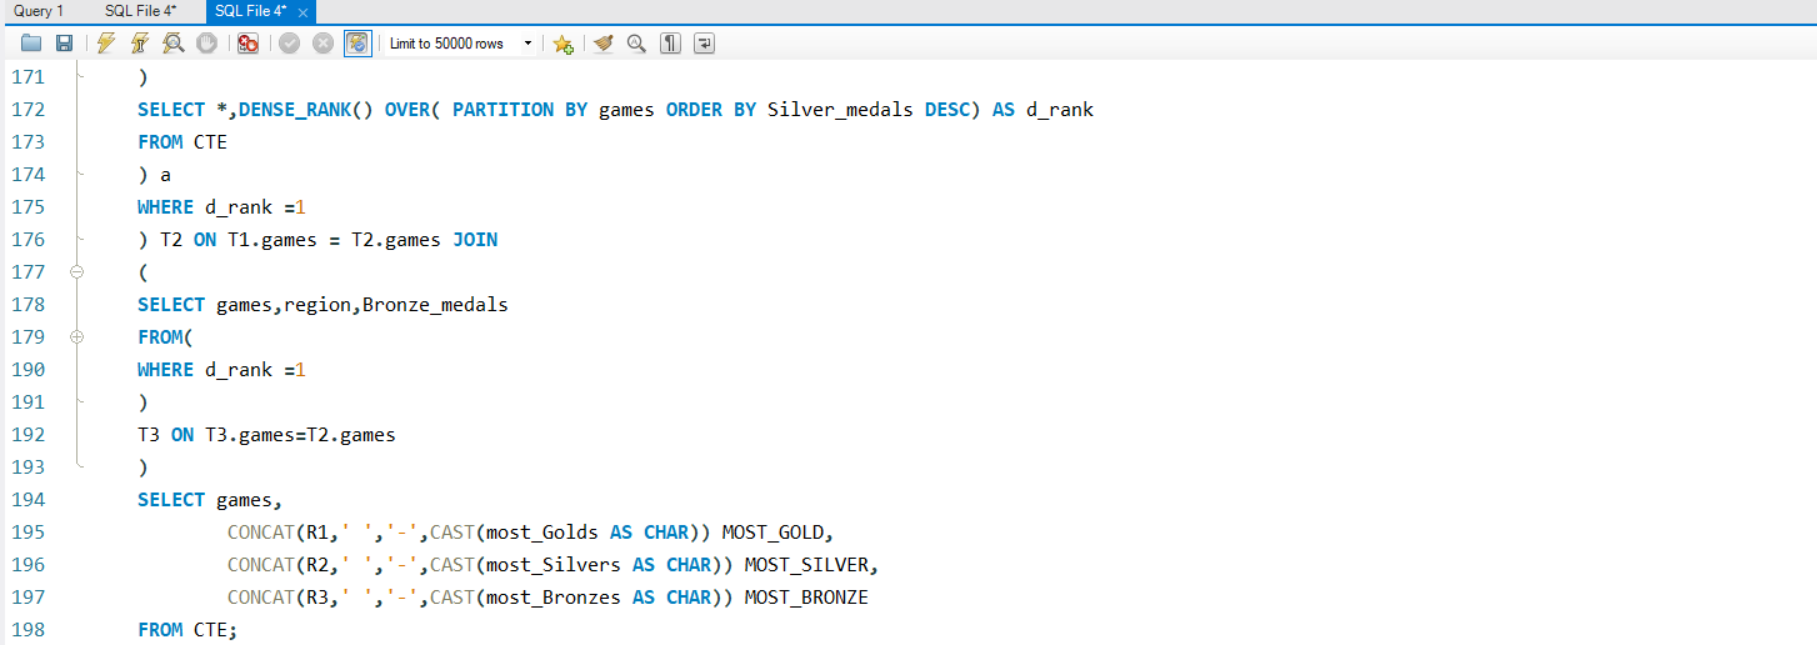 Query 1 SQL File 4* SQL File 4* ×
Limit to 50000 rows
171 )
172 SELECT *,DENSE_RANK() OVER( PARTITION BY games ORDER BY Silver_medals DESC) AS d_rank
173 FROM CTE
174 ) a
175 WHERE d_rank =1
176 ) T2 ON T1.games = T2.games JOIN
177 (
178 SELECT games,region,Bronze_medals
179 FROM(
190 WHERE d_rank =1
191 )
192 T3 ON T3.games=T2.games
193 )
194 SELECT games,
195 CONCAT(R1,' ','-',CAST(most_Golds AS CHAR)) MOST_GOLD,
196 CONCAT(R2,' ','-',CAST(most_Silvers AS CHAR)) MOST_SILVER,
197 CONCAT(R3,' ','-',CAST(most_Bronzes AS CHAR)) MOST_BRONZE
198 FROM CTE;